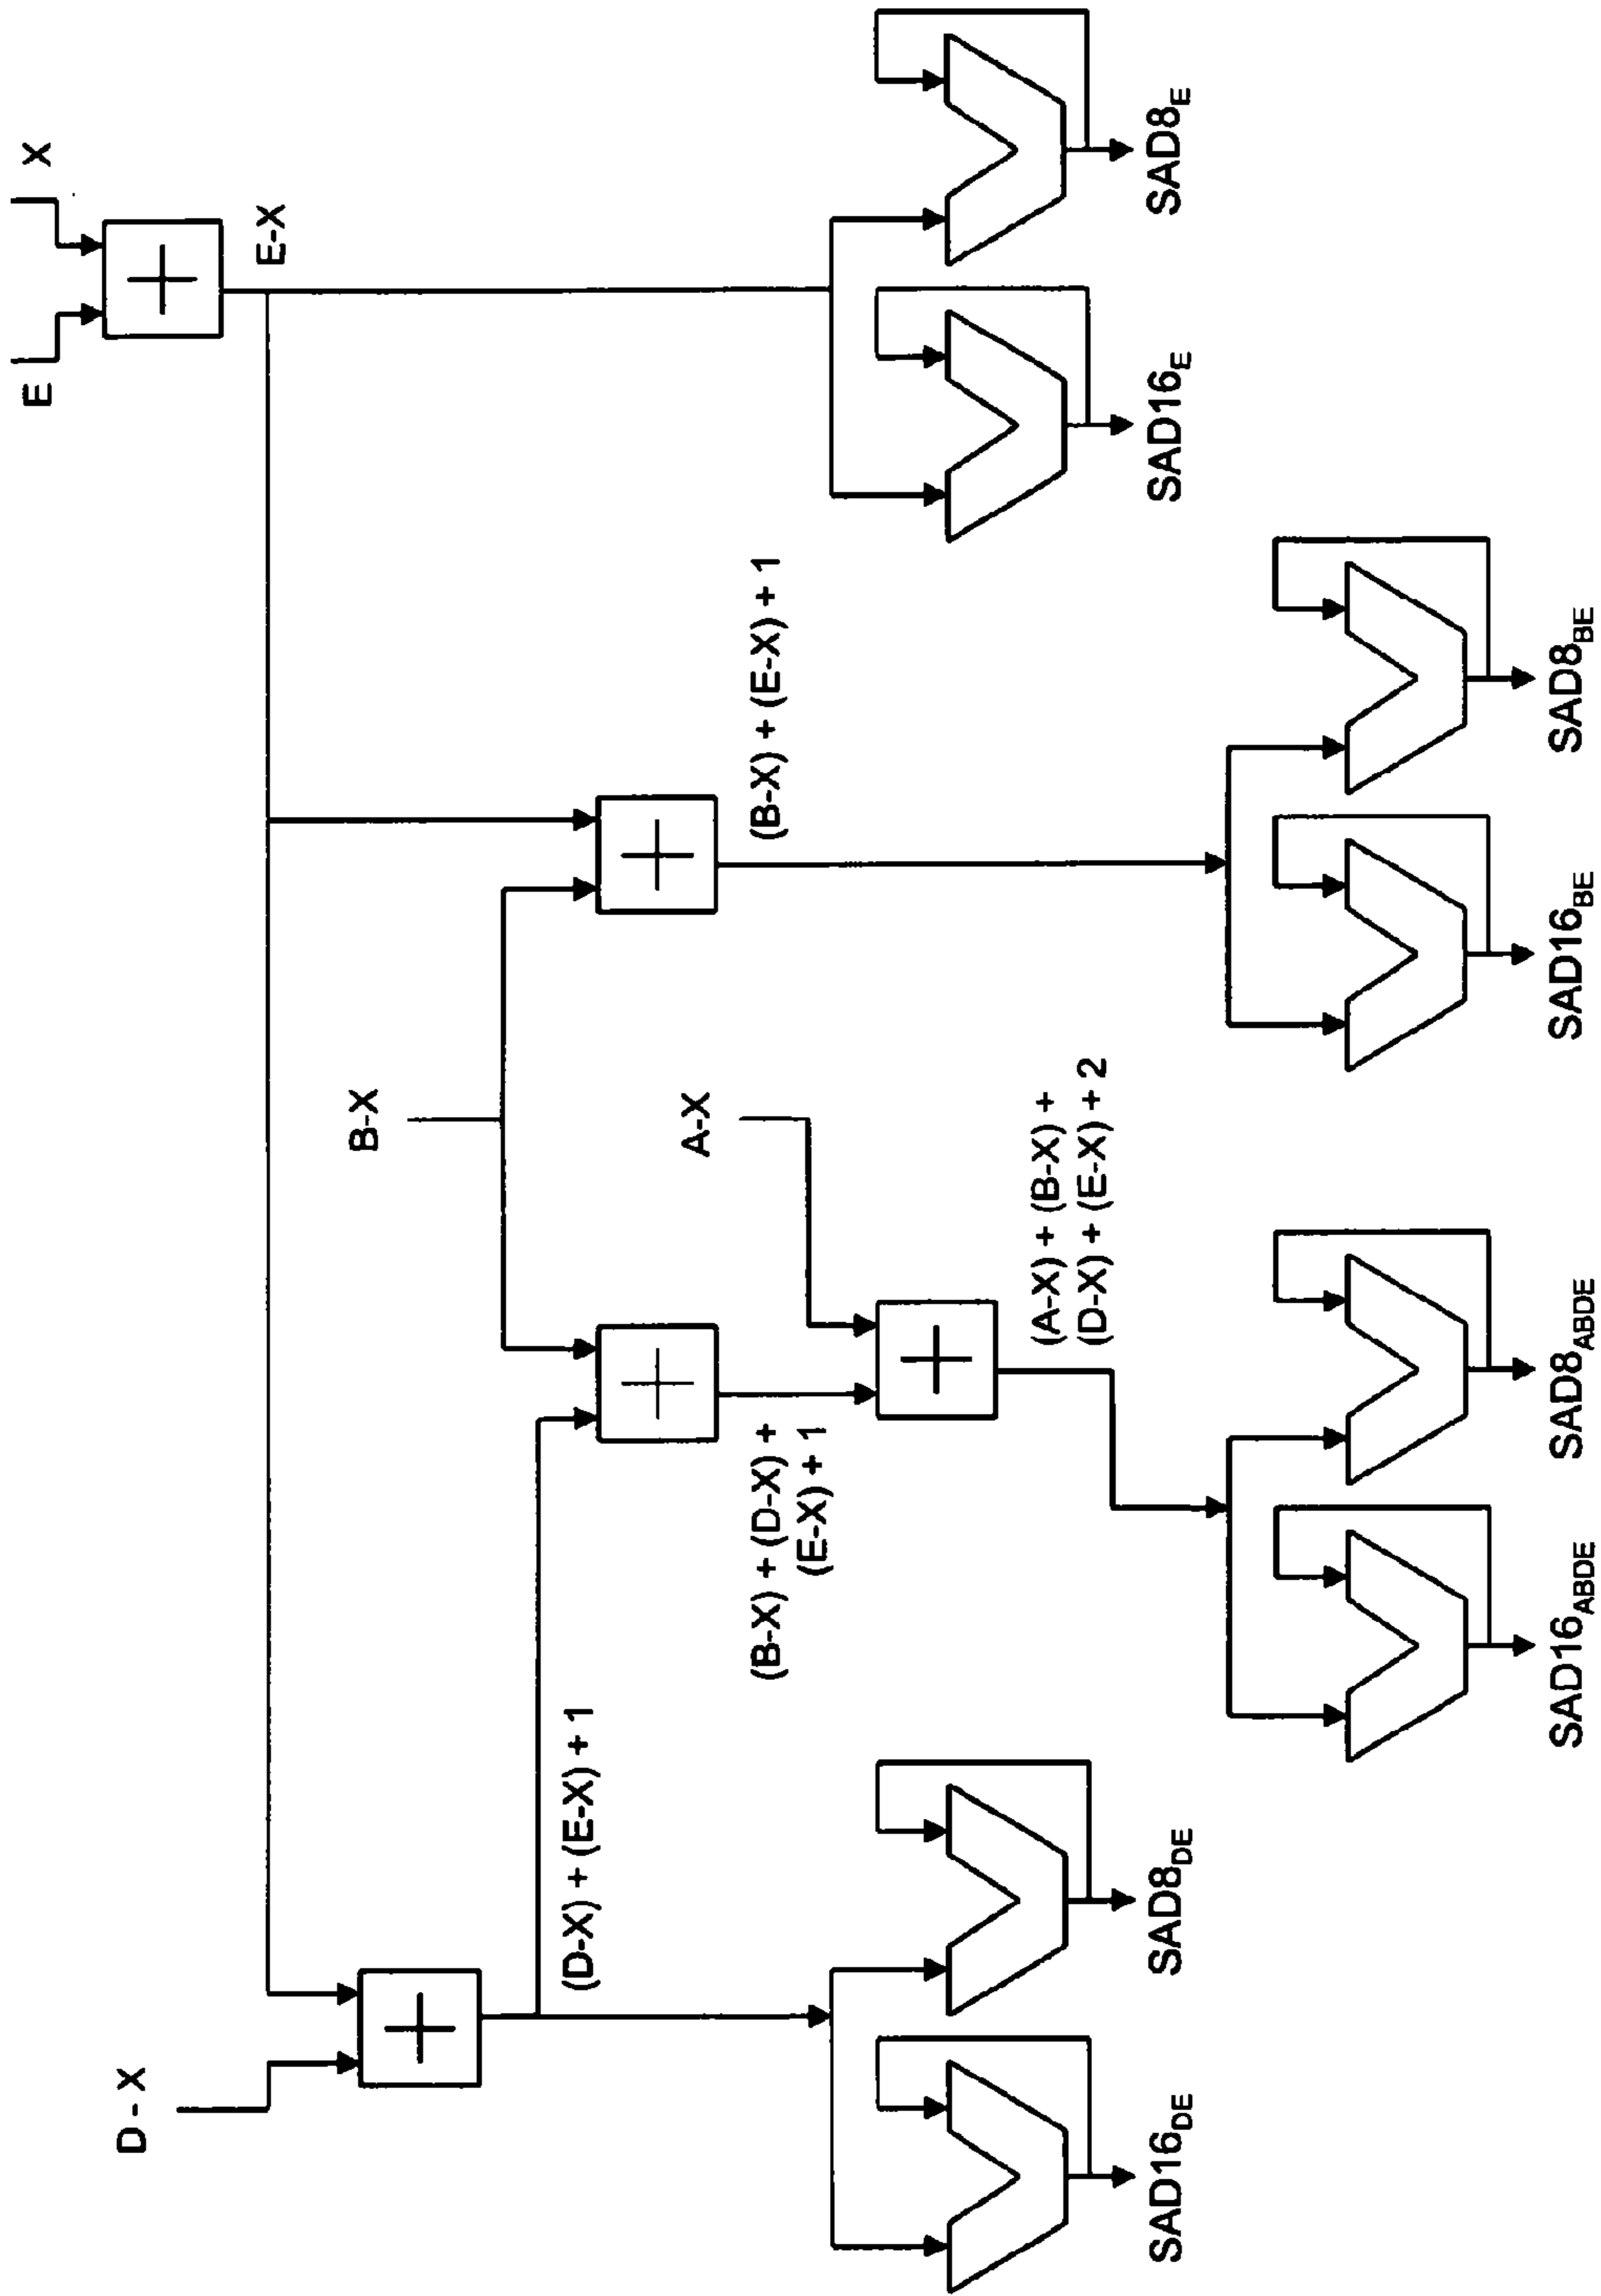 E
X
E-X
D - X
B-X
(D-X) + (E-X) + 1
(B-X) + (E-X) + 1
A-X
(B-X) + (D-X) +
(E-X) + 1
(A-X) + (B-X) +
(D-X) + (E-X) + 2
SAD16DE
SAD8DE
SAD16E
SAD8E
SAD16ABDE
SAD8ABDE
SAD16BE
SAD8BE